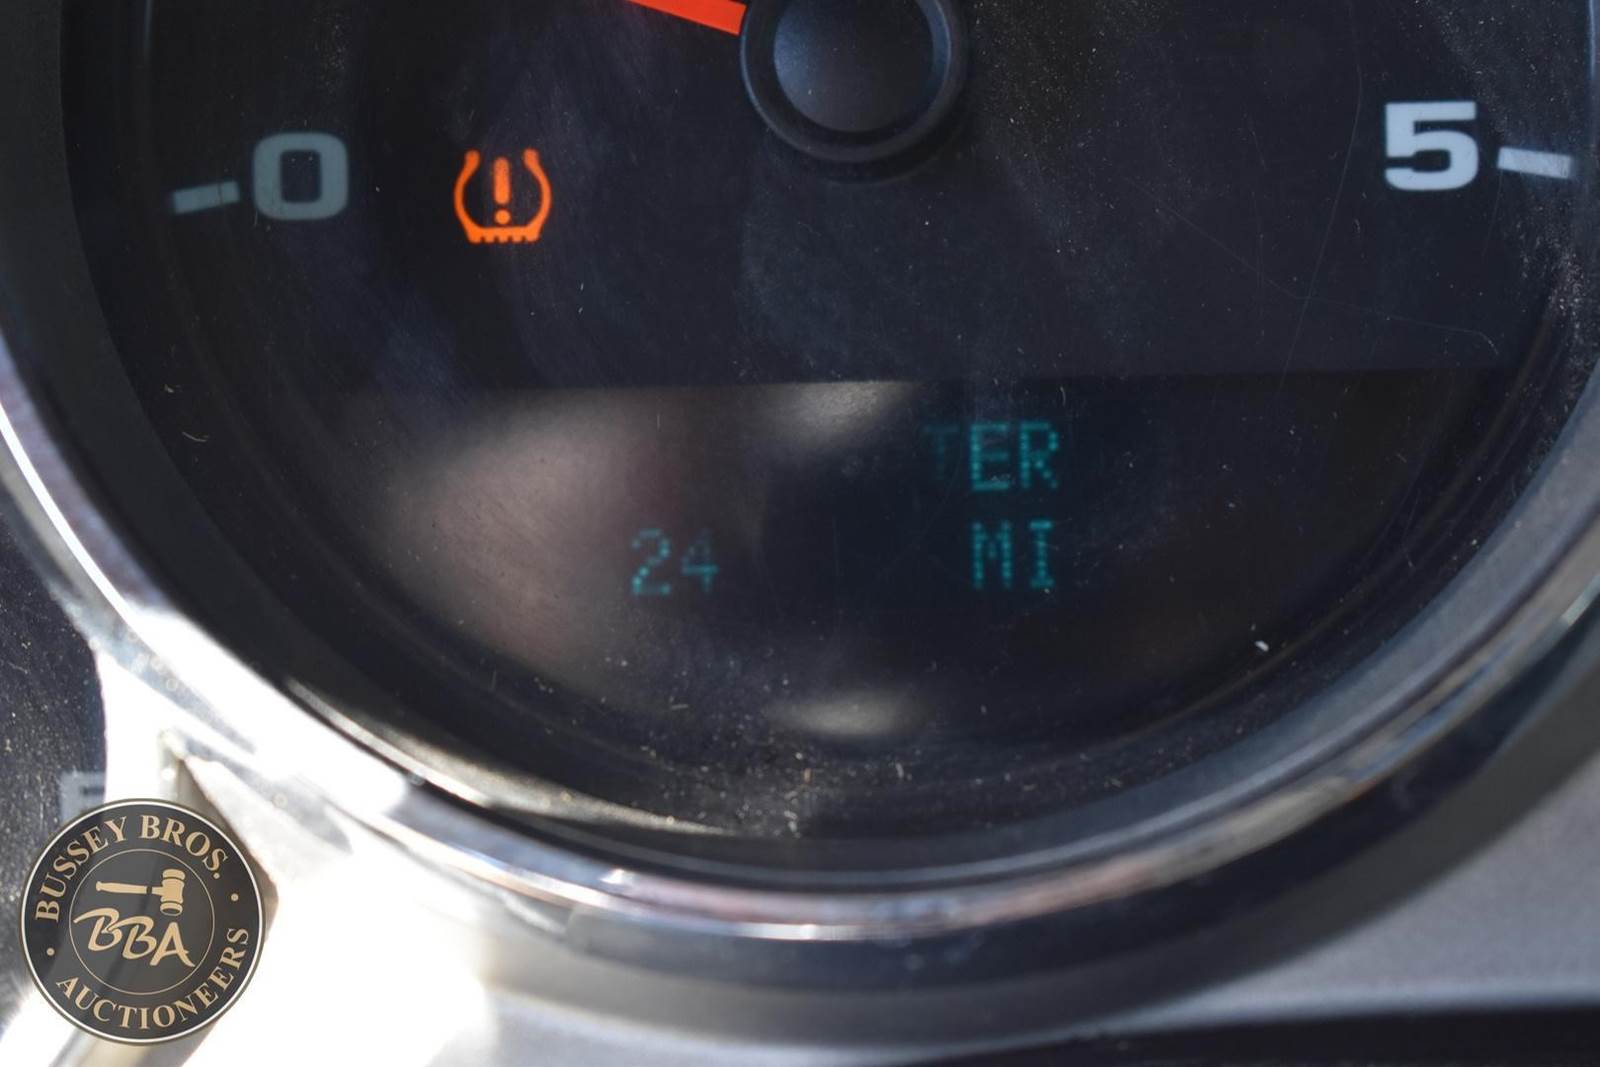 0
5
TER
24 MI
BUSSEY BROS.
BBA
AUCTIONEERS